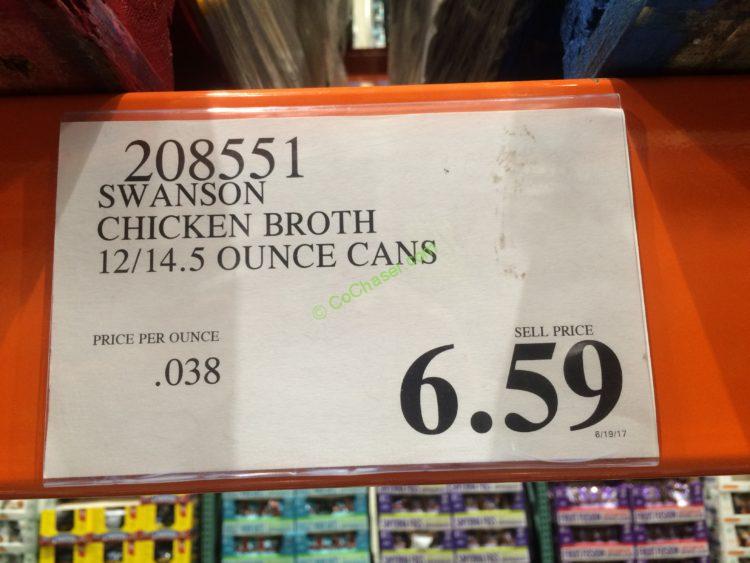 208551
SWANSON
CHICKEN BROTH
12/14.5 OUNCE CANS
© CoChaser.com
PRICE PER OUNCE
.038
SELL PRICE
6.59
6/19/17